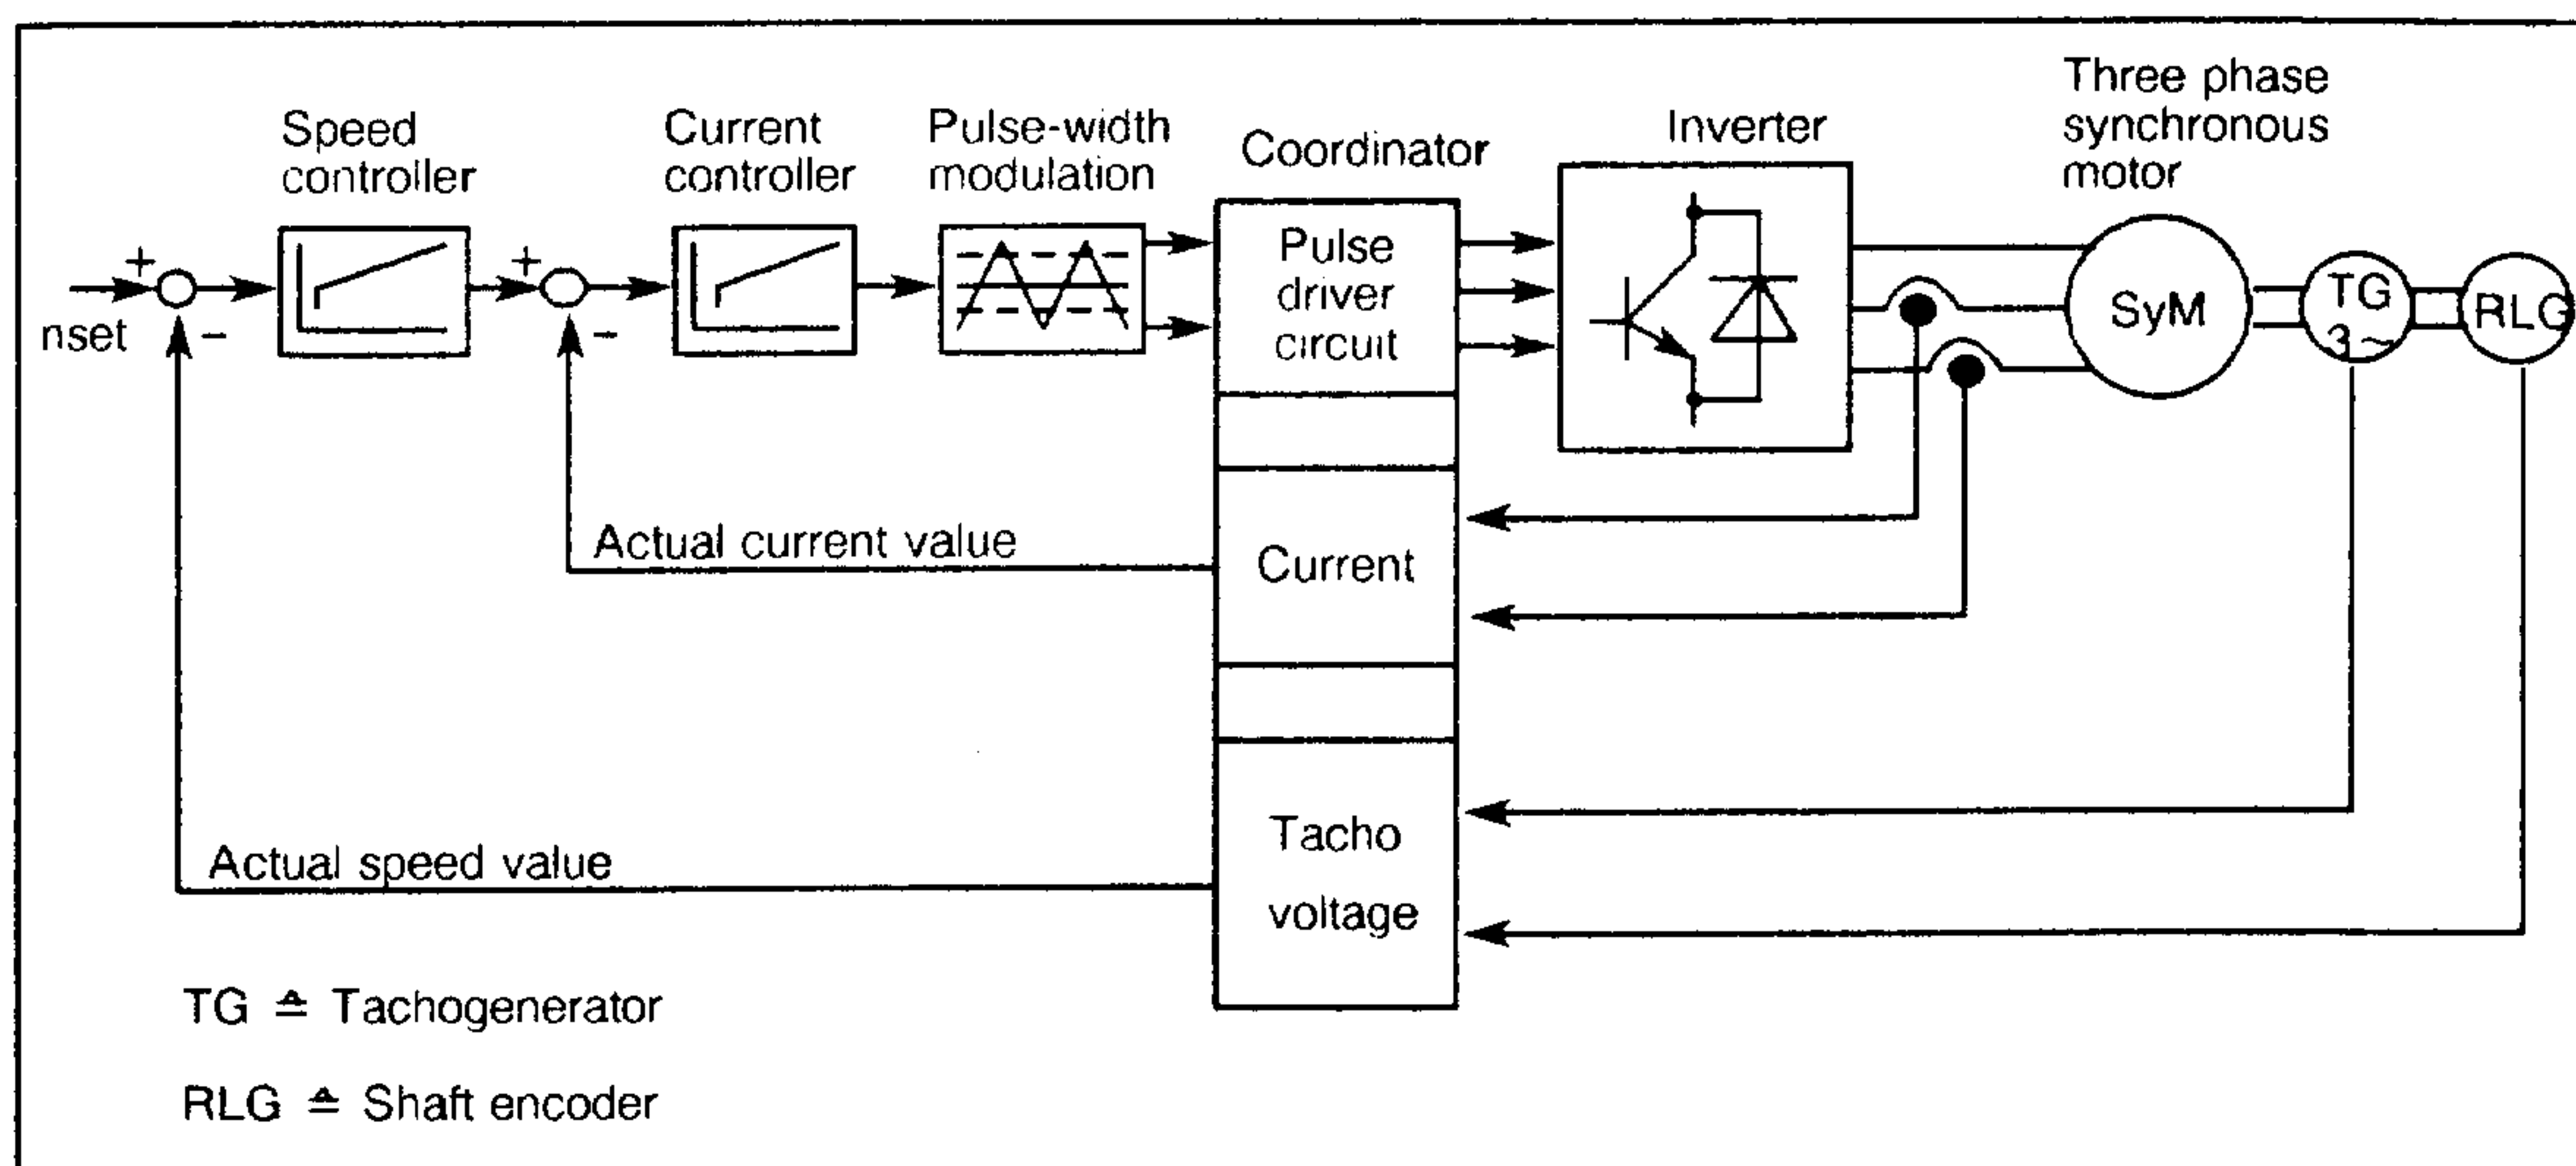 Speed
controller
Current
controller
Pulse-width
modulation
Coordinator
Inverter
Three phase
synchronous
motor
+
−
nset
+
−
Pulse
driver
circuit
SyM
TG
3 ~
RLG
Actual current value
Current
Actual speed value
Tacho
voltage
TG ≙ Tachogenerator
RLG ≙ Shaft encoder